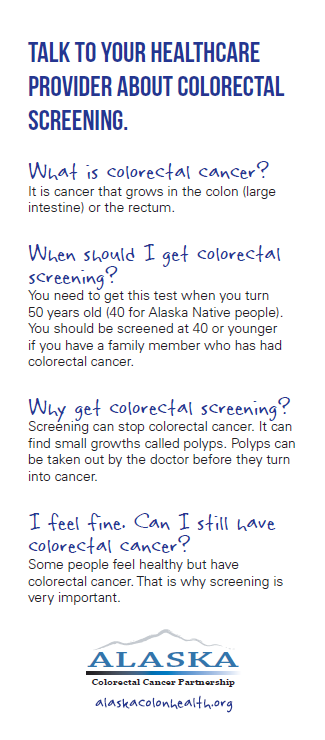 TALK TO YOUR HEALTHCARE
PROVIDER ABOUT COLORECTAL
SCREENING.
What is colorectal cancer?
It is cancer that grows in the colon (large
intestine) or the rectum.
When should I get colorectal
screening?
You need to get this test when you turn
50 years old (40 for Alaska Native people).
You should be screened at 40 or younger
if you have a family member who has had
colorectal cancer.
Why get colorectal screening?
Screening can stop colorectal cancer. It can
find small growths called polyps. Polyps can
be taken out by the doctor before they turn
into cancer.
I feel fine. Can I still have
colorectal cancer?
Some people feel healthy but have
colorectal cancer. That is why screening is
very important.
ALASKA
Colorectal Cancer Partnership
alaskacolonhealth.org